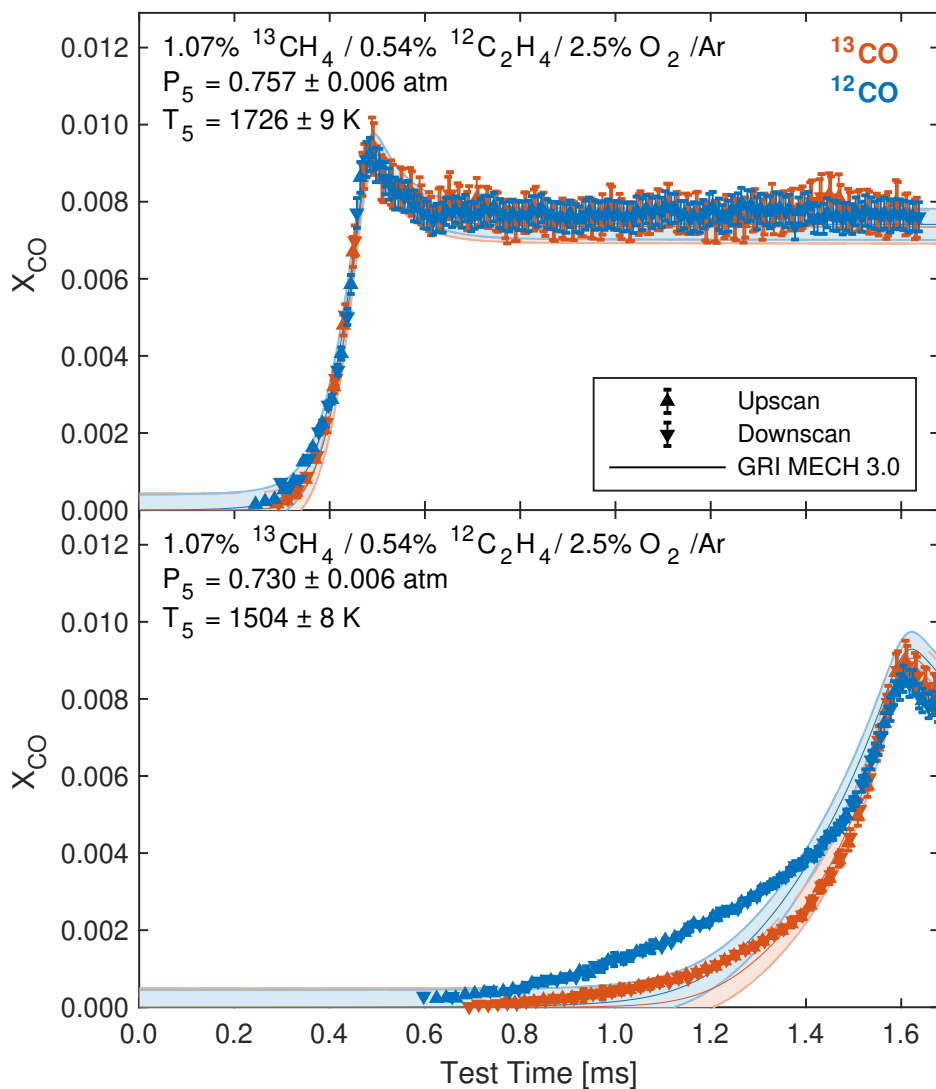 0.012
0.010
0.008
0.006
0.004
0.002
0.000
X_CO
1.07% ¹³CH₄ / 0.54% ¹²C₂H₄ / 2.5% O₂ /Ar
P₅ = 0.757 ± 0.006 atm
T₅ = 1726 ± 9 K
¹³CO
¹²CO
Upscan
Downscan
GRI MECH 3.0
0.012
0.010
0.008
0.006
0.004
0.002
0.000
X_CO
1.07% ¹³CH₄ / 0.54% ¹²C₂H₄ / 2.5% O₂ /Ar
P₅ = 0.730 ± 0.006 atm
T₅ = 1504 ± 8 K
0.0 0.2 0.4 0.6 0.8 1.0 1.2 1.4 1.6
Test Time [ms]